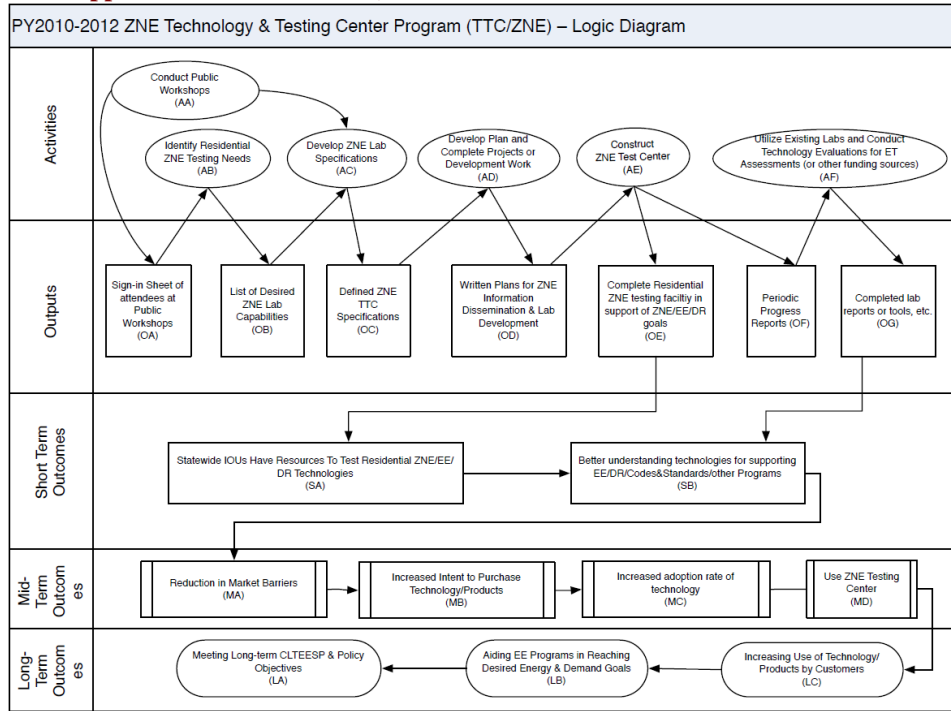 PY2010-2012 ZNE Technology & Testing Center Program (TTC/ZNE) – Logic Diagram
Activities
Conduct Public
Workshops
(AA)
Identify Residential
ZNE Testing Needs
(AB)
Develop ZNE Lab
Specifications
(AC)
Develop Plan and
Complete Projects or
Development Work
(AD)
Construct
ZNE Test Center
(AE)
Utilize Existing Labs and Conduct
Technology Evaluations for ET
Assessments (or other funding sources)
(AF)
Outputs
Sign-in Sheet of
attendees at
Public
Workshops
(OA)
List of Desired
ZNE Lab
Capabilities
(OB)
Defined ZNE
TTC
Specifications
(OC)
Written Plans for ZNE
Information
Dissemination & Lab
Development
(OD)
Complete Residential
ZNE testing faciltiy in
support of ZNE/EE/DR
goals
(OE)
Periodic
Progress
Reports (OF)
Completed lab
reports or tools, etc.
(OG)
Short Term
Outcomes
Statewide IOUs Have Resources To Test Residential ZNE/EE/
DR Technologies
(SA)
Better understanding technologies for supporting
EE/DR/Codes&Standards/other Programs
(SB)
Mid-
Term
Outcom
es
Reduction in Market Barriers
(MA)
Increased Intent to Purchase
Technology/Products
(MB)
Increased adoption rate of
technology
(MC)
Use ZNE Testing
Center
(MD)
Long-
Term
Outcom
es
Meeting Long-term CLTEESP & Policy
Objectives
(LA)
Aiding EE Programs in Reaching
Desired Energy & Demand Goals
(LB)
Increasing Use of Technology/
Products by Customers
(LC)